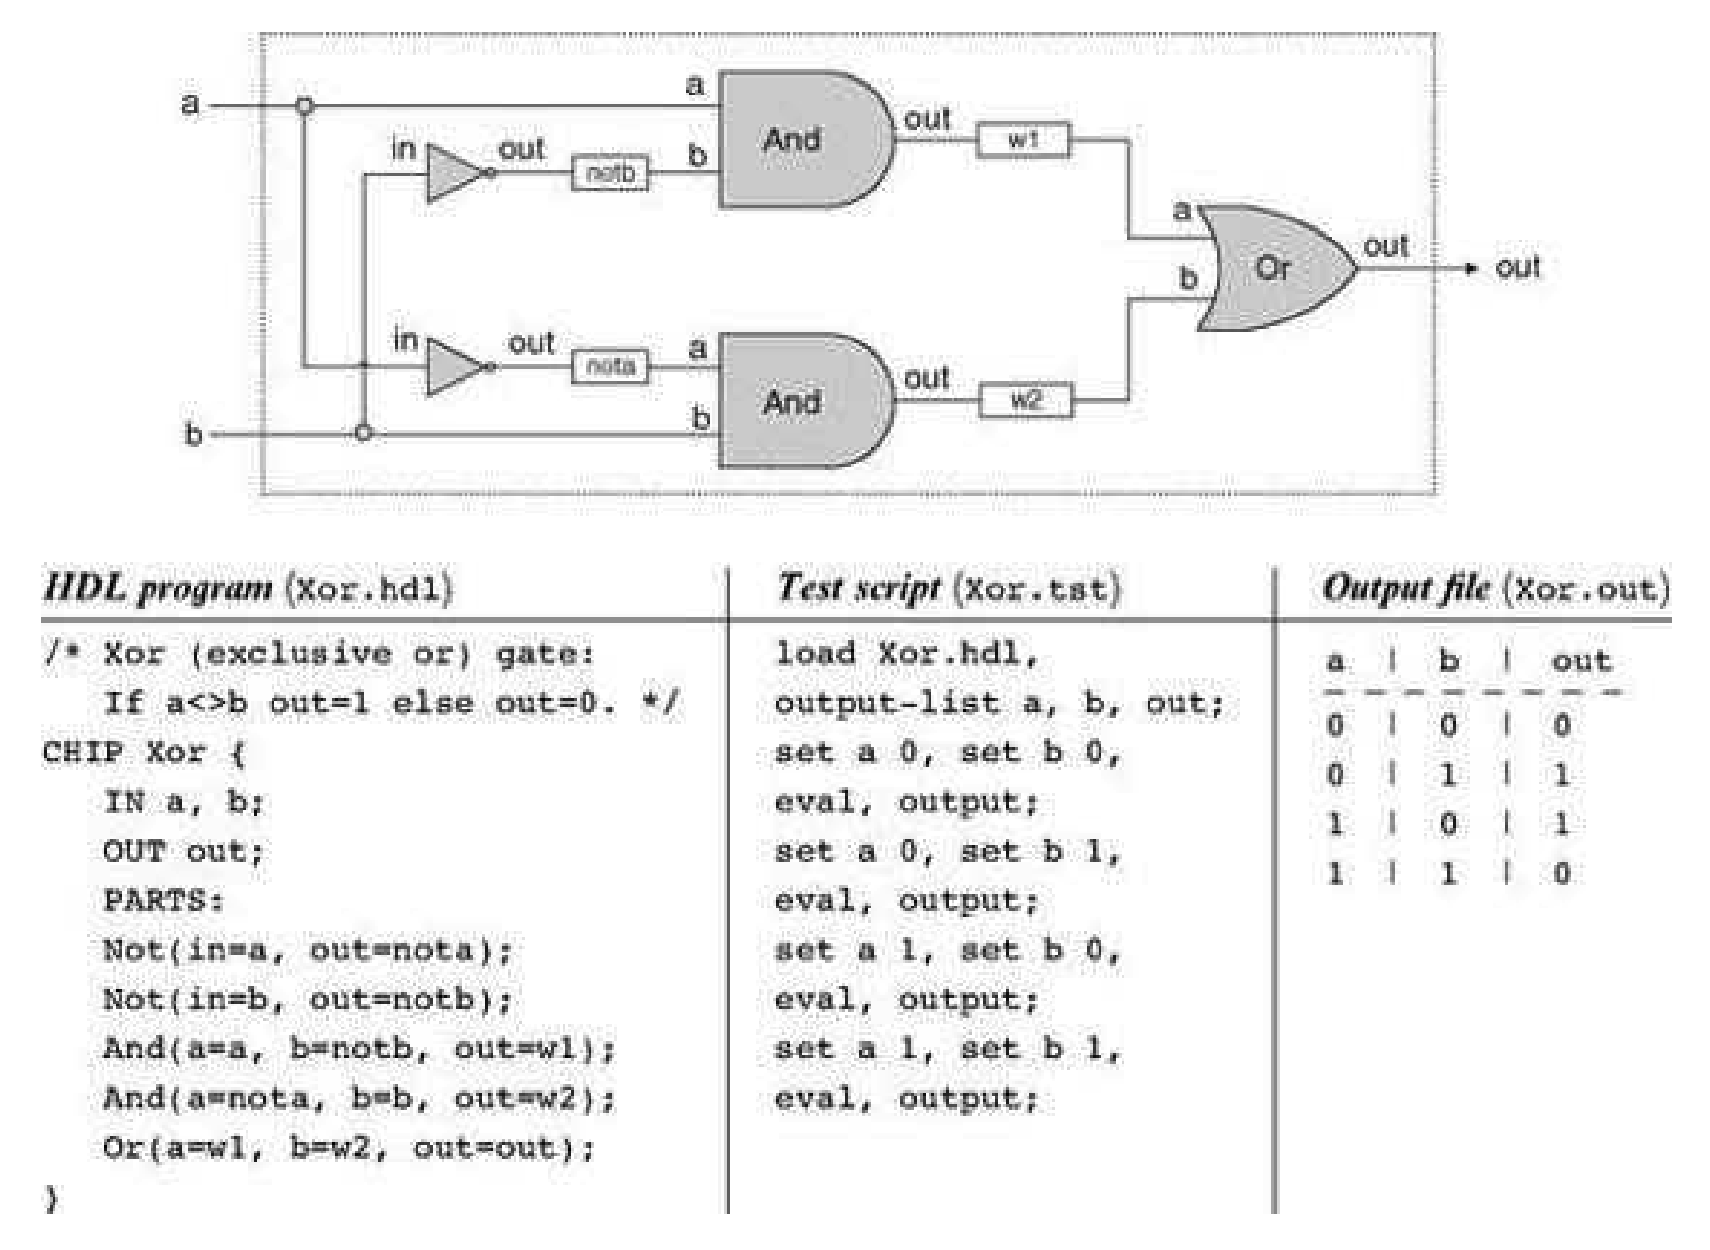 a
a
in
out
notb
b
And
out
w1
a
b
Or
out
out
in
out
nota
a
b
And
out
w2
b
HDL program (Xor.hdl)
/* Xor (exclusive or) gate:
If a<>b out=1 else out=0. */
CHIP Xor {
IN a, b;
OUT out;
PARTS:
Not(in=a, out=nota);
Not(in=b, out=notb);
And(a=a, b=notb, out=w1);
And(a=nota, b=b, out=w2);
Or(a=w1, b=w2, out=out);
}
Test script (Xor.tst)
load Xor.hdl,
output-list a, b, out;
set a 0, set b 0,
eval, output;
set a 0, set b 1,
eval, output;
set a 1, set b 0,
eval, output;
set a 1, set b 1,
eval, output;
Output file (Xor.out)
a | b | out
- - - - - - - - - - -
0 | 0 | 0
0 | 1 | 1
1 | 0 | 1
1 | 1 | 0